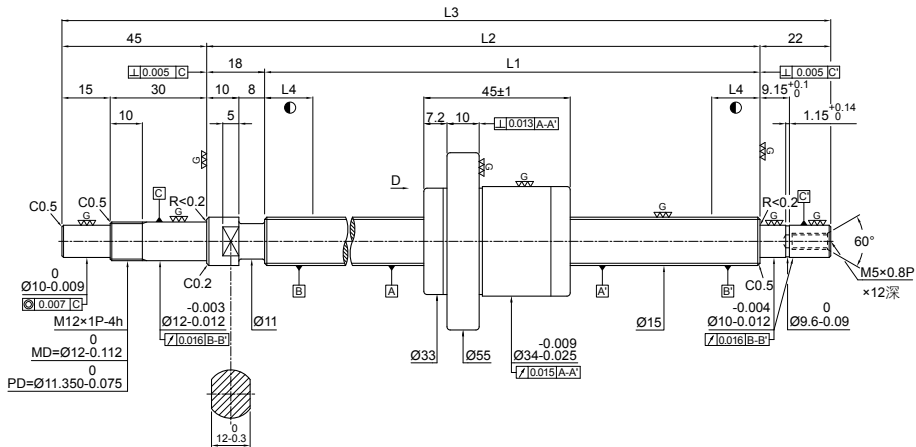 L3
45
L2
22
⊥ 0.005 C
18
L1
⊥ 0.005 C'
15
30
10
8
L4
45±1
L4
9.15 +0.1 0
10
5
7.2
10
⊥ 0.013 A-A'
1.15 +0.14 0
G
G
G
G
D
C0.5
C0.5
C
R<0.2
R<0.2
C'
G
G
G
G
G
60°
C0.2
C0.5
B
A
A'
B'
M5×0.8P
×12深
0
Ø10-0.009
◎ 0.007 C
M12×1P-4h
0
MD=Ø12-0.112
0
PD=Ø11.350-0.075
-0.003
Ø12-0.012
↗ 0.016 B-B'
Ø11
Ø33
Ø55
-0.009
Ø34-0.025
↗ 0.015 A-A'
Ø15
-0.004
Ø10-0.012
↗ 0.016 B-B'
0
Ø9.6-0.09
0
12-0.3